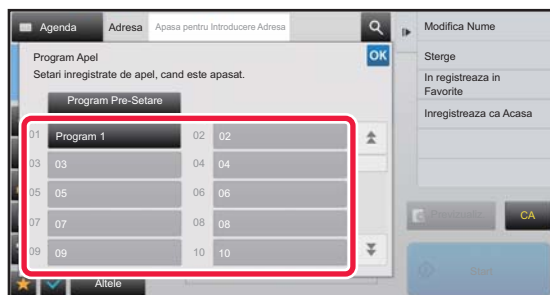 Agenda
Adresa
Apasa pentru Introducere Adresa
Program Apel
OK
Setari inregistrate de apel, cand este apasat.
Program Pre-Setare
01 Program 1 02 02
03 03 04 04
05 05 06 06
07 07 08 08
09 09 10 10
Altele
Modifica Nume
Sterge
In registreaza in
Favorite
Inregistreaza ca Acasa
Previzualiz
CA
Start